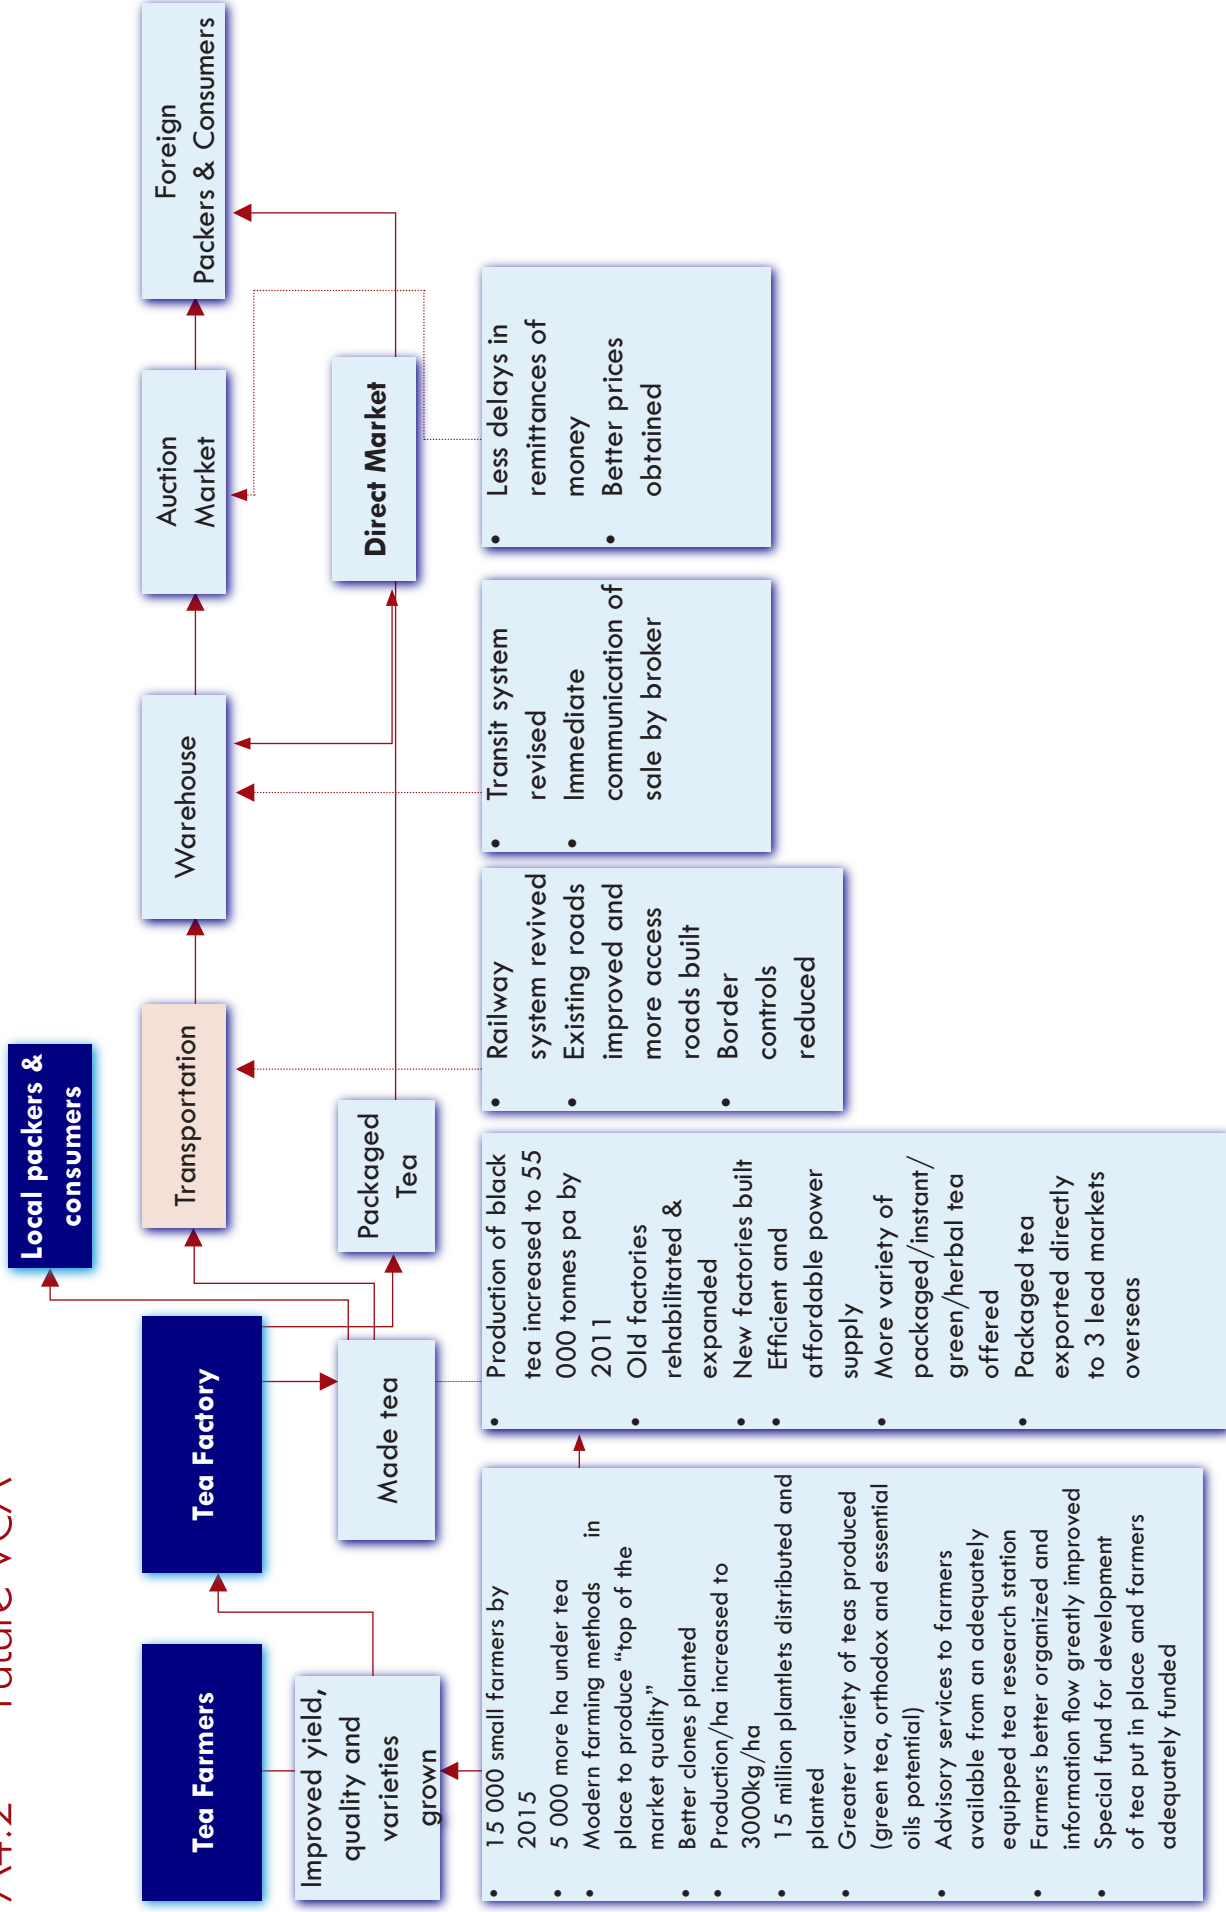 A4.2 Future VCA
Local packers &
consumers
Tea Farmers
Tea Factory
Transportation
Warehouse
Auction
Market
Foreign
Packers & Consumers
Improved yield,
quality and
varieties
grown
Made tea
Packaged
Tea
Direct Market
• 15 000 small farmers by
2015
• 5 000 more ha under tea
• Modern farming methods in
place to produce “top of the
market quality”
• Better clones planted
• Production/ha increased to
3000kg/ha
• 15 million plantlets distributed and
planted
• Greater variety of teas produced
(green tea, orthodox and essential
oils potential)
• Advisory services to farmers
available from an adequately
equipped tea research station
• Farmers better organized and
information flow greatly improved
• Special fund for development
of tea put in place and farmers
adequately funded
• Production of black
tea increased to 55
000 tonnes pa by
2011
• Old factories
rehabilitated &
expanded
• New factories built
• Efficient and
affordable power
supply
• More variety of
packaged/instant/
green/herbal tea
offered
• Packaged tea
exported directly
to 3 lead markets
overseas
• Railway
system revived
• Existing roads
improved and
more access
roads built
• Border
controls
reduced
• Transit system
revised
• Immediate
communication of
sale by broker
• Less delays in
remittances of
money
• Better prices
obtained